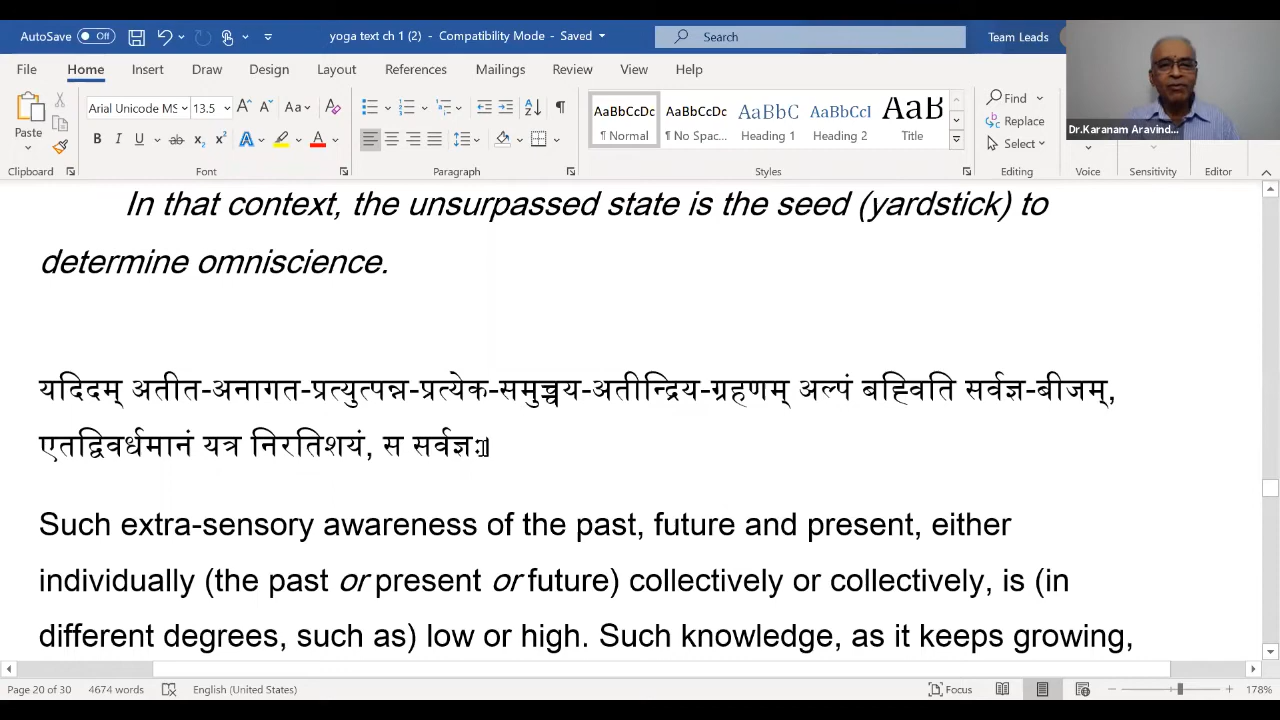 AutoSave Off yoga text ch 1 (2) - Compatibility Mode - Saved Search Team Leads
File Home Insert Draw Design Layout References Mailings Review View Help
Paste Arial Unicode MS 13.5 AaBbCcDc AaBbCcDc AaBbC AaBbCcI AaB Find
Replace
¶ Normal ¶ No Spac... Heading 1 Heading 2 Title Select
Dr.Karanam Aravind...
Clipboard Font Paragraph Styles Editing Voice Sensitivity Editor
In that context, the unsurpassed state is the seed (yardstick) to
determine omniscience.
यदिदम् अतीत-अनागत-प्रत्युत्पन्न-प्रत्येक-समुच्चय-अतीन्द्रिय-ग्रहणम् अल्पं बह्विति सर्वज्ञ-बीजम्,
एतद्विवर्धमानं यत्र निरतिशयं, स सर्वज्ञः
Such extra-sensory awareness of the past, future and present, either
individually (the past or present or future) collectively or collectively, is (in
different degrees, such as) low or high. Such knowledge, as it keeps growing,
Page 20 of 30 4674 words English (United States) Focus 178%